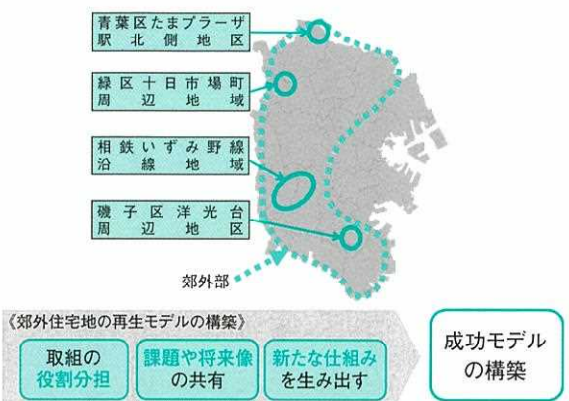 青葉区たまプラーザ
駅北側地区
緑区十日市場町
周辺地域
相鉄いずみ野線
沿線地域
磯子区洋光台
周辺地区
郊外部
《郊外住宅地の再生モデルの構築》
取組の
役割分担
課題や将来像
の共有
新たな仕組み
を生み出す
成功モデル
の構築